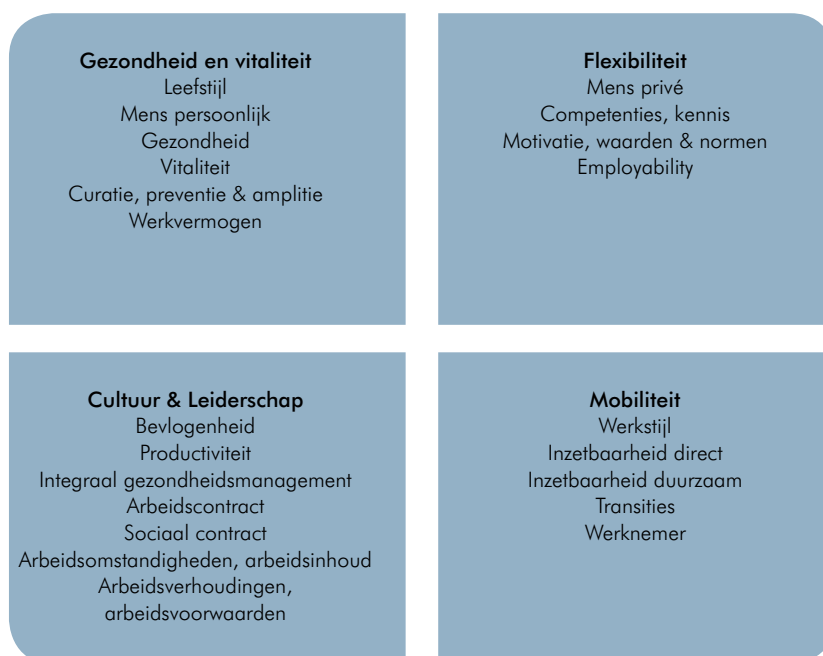 Gezondheid en vitaliteit
Leefstijl
Mens persoonlijk
Gezondheid
Vitaliteit
Curatie, preventie & amplitie
Werkvermogen
Flexibiliteit
Mens privé
Competenties, kennis
Motivatie, waarden & normen
Employability
Cultuur & Leiderschap
Bevlogenheid
Productiviteit
Integraal gezondheidsmanagement
Arbeidscontract
Sociaal contract
Arbeidsomstandigheden, arbeidsinhoud
Arbeidsverhoudingen,
arbeidsvoorwaarden
Mobiliteit
Werkstijl
Inzetbaarheid direct
Inzetbaarheid duurzaam
Transities
Werknemer